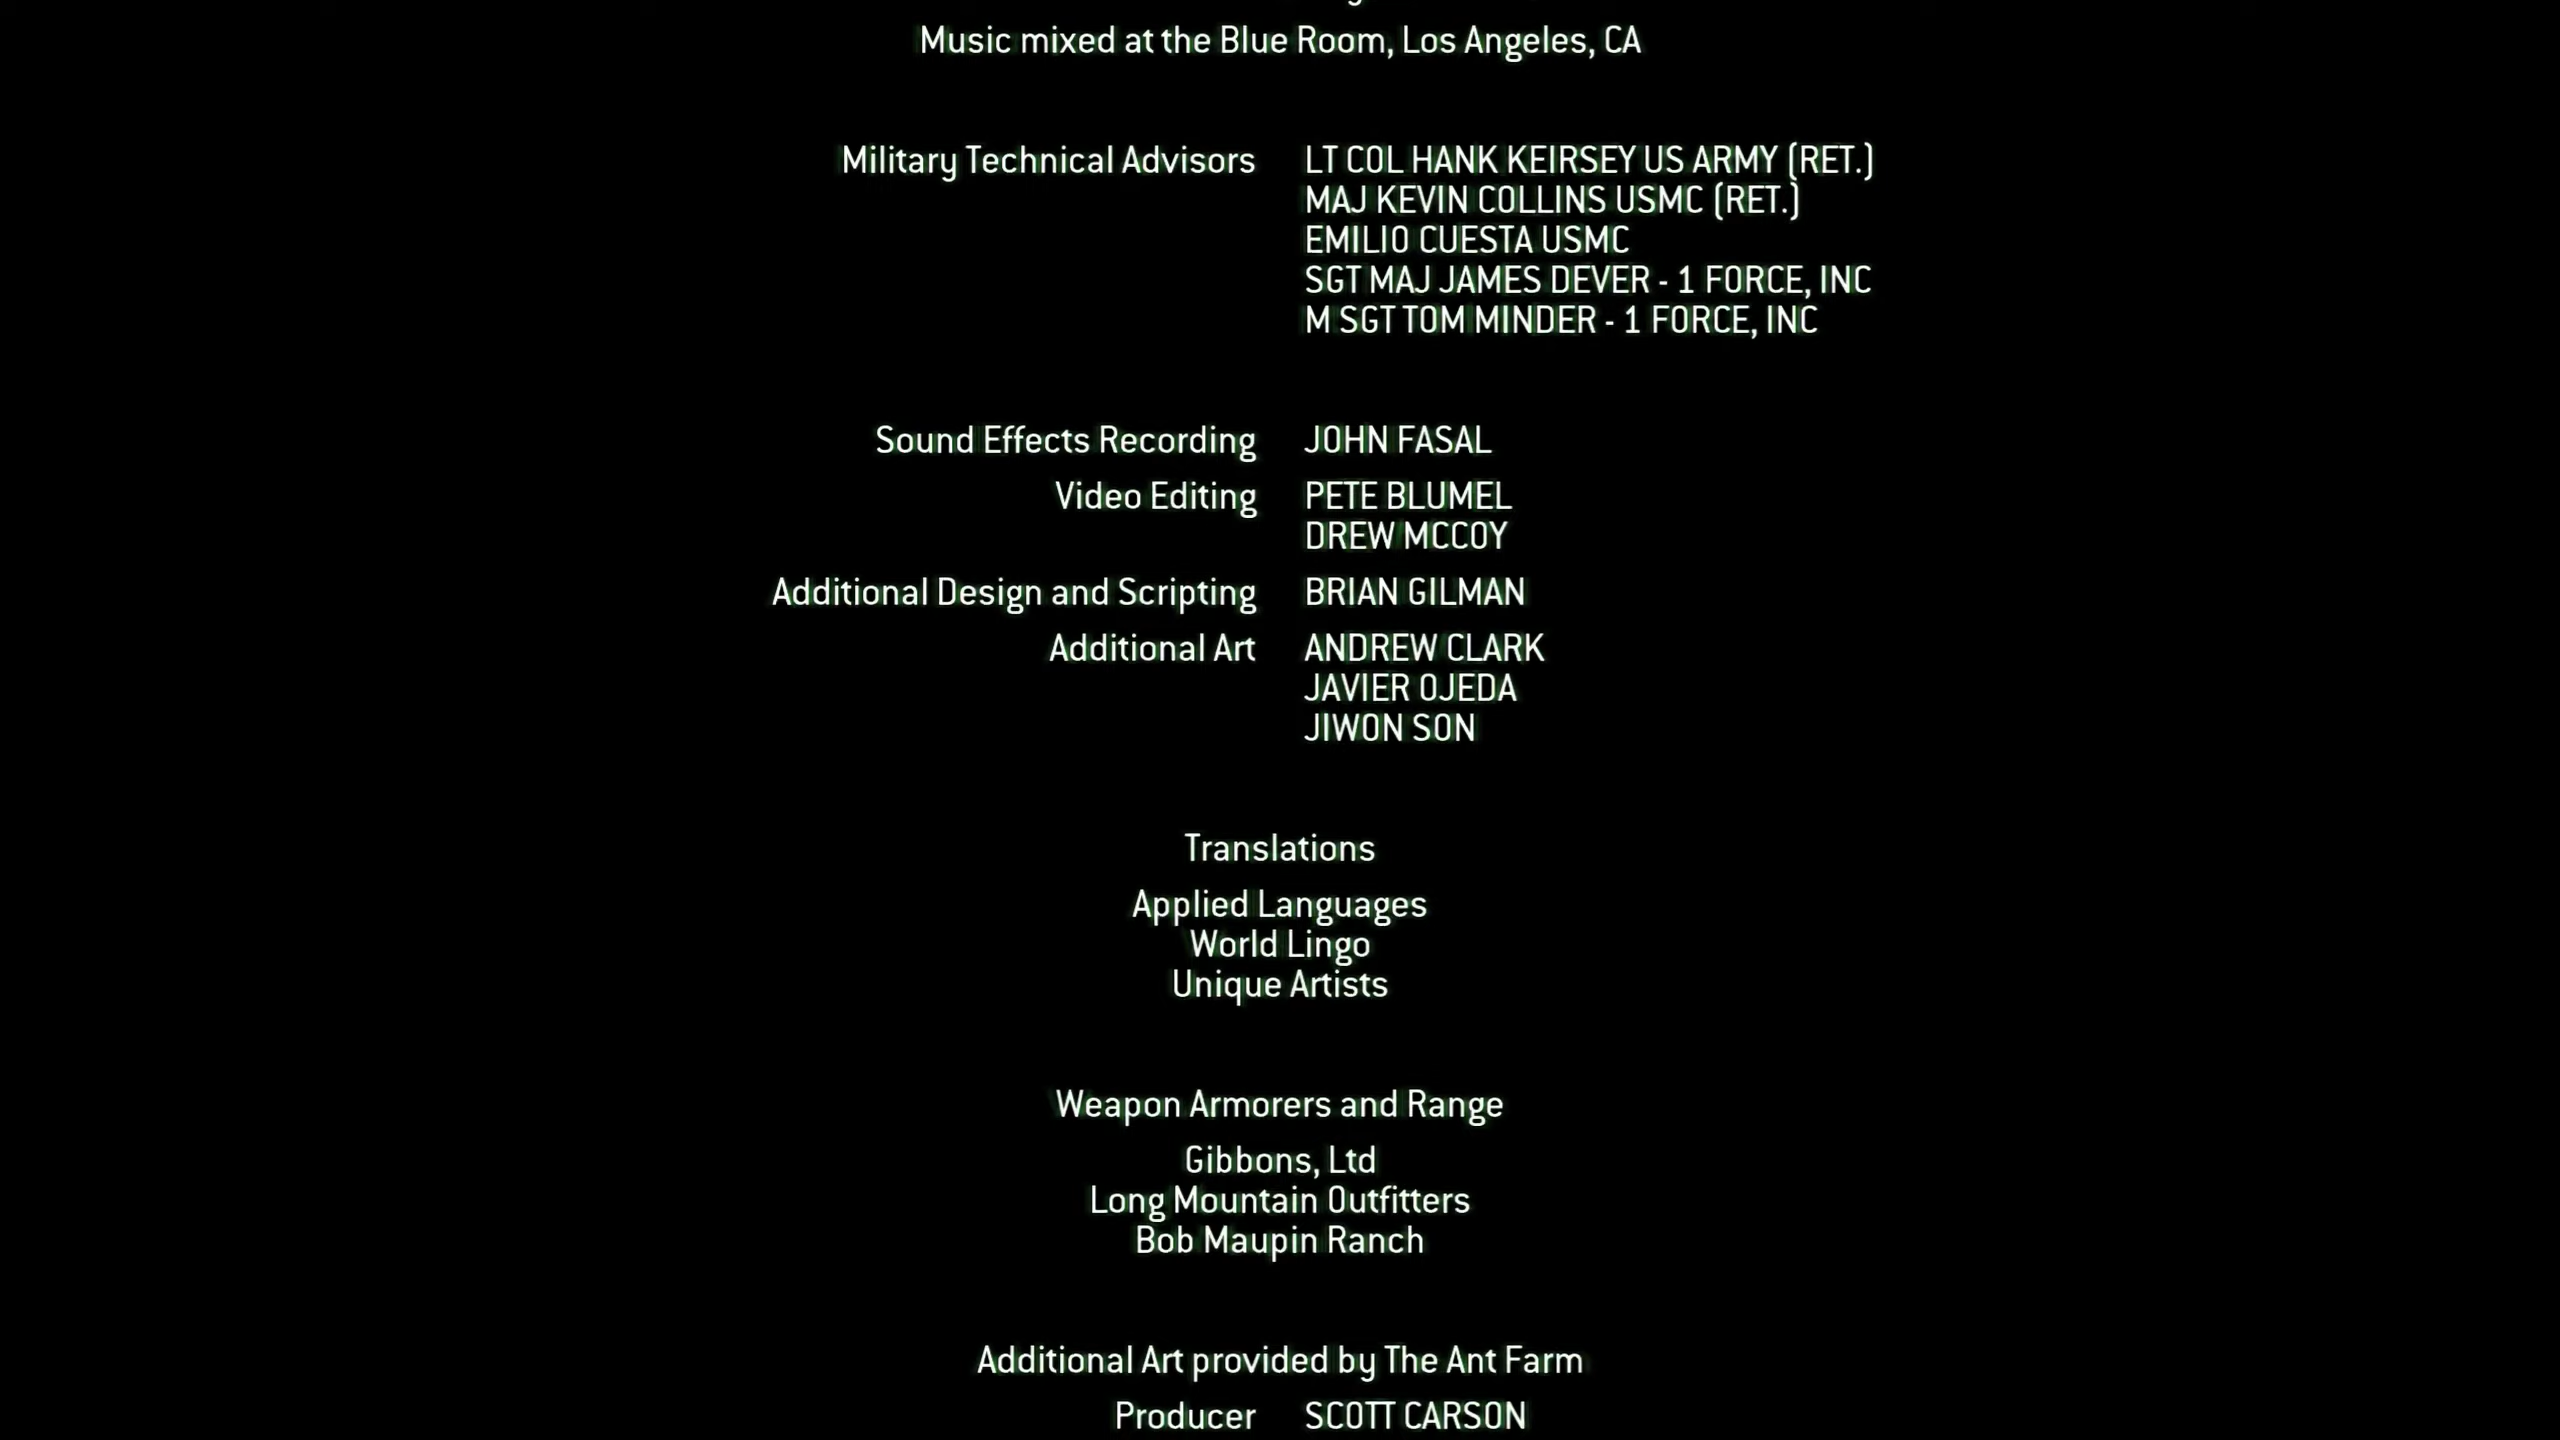 Music mixed at the Blue Room, Los Angeles, CA
Military Technical Advisors LT COL HANK KEIRSEY US ARMY (RET.)
MAJ KEVIN COLLINS USMC (RET.)
EMILIO CUESTA USMC
SGT MAJ JAMES DEVER - 1 FORCE, INC
M SGT TOM MINDER - 1 FORCE, INC
Sound Effects Recording JOHN FASAL
Video Editing PETE BLUMEL
DREW MCCOY
Additional Design and Scripting BRIAN GILMAN
Additional Art ANDREW CLARK
JAVIER OJEDA
JIWON SON
Translations
Applied Languages
World Lingo
Unique Artists
Weapon Armorers and Range
Gibbons, Ltd
Long Mountain Outfitters
Bob Maupin Ranch
Additional Art provided by The Ant Farm
Producer SCOTT CARSON